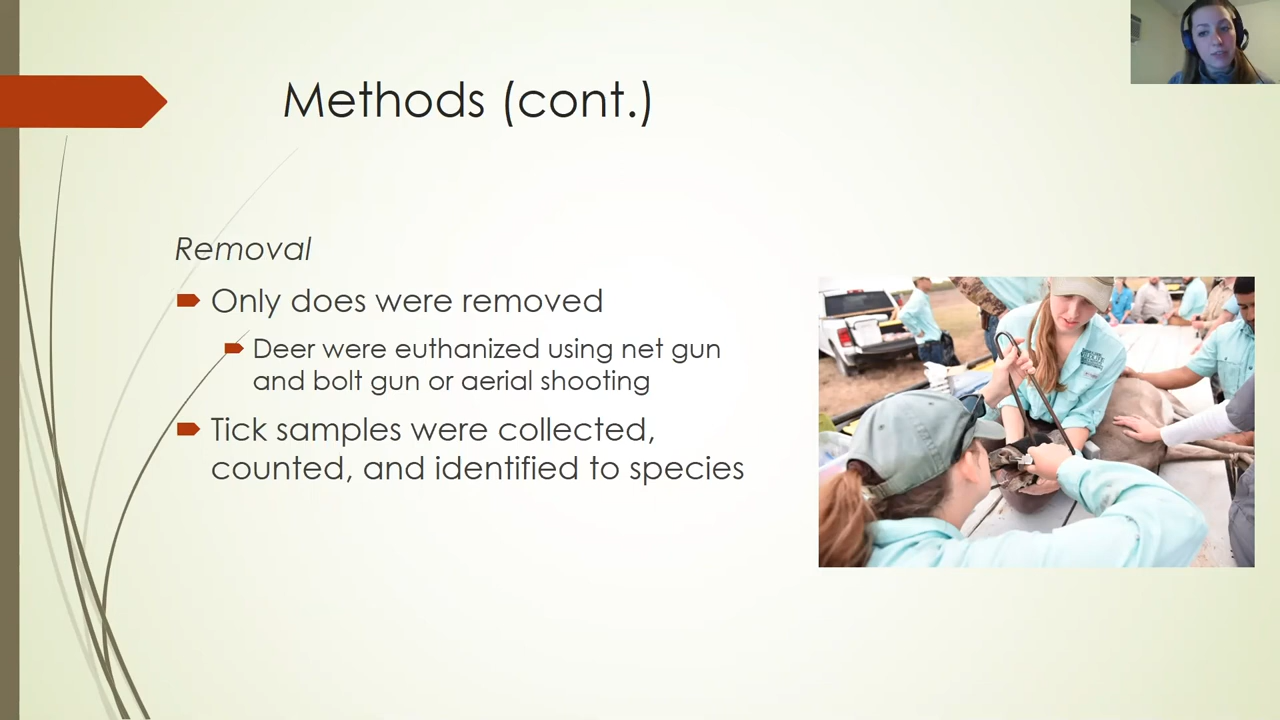 Methods (cont.)
Removal
Only does were removed
Deer were euthanized using net gun
and bolt gun or aerial shooting
Tick samples were collected,
counted, and identified to species